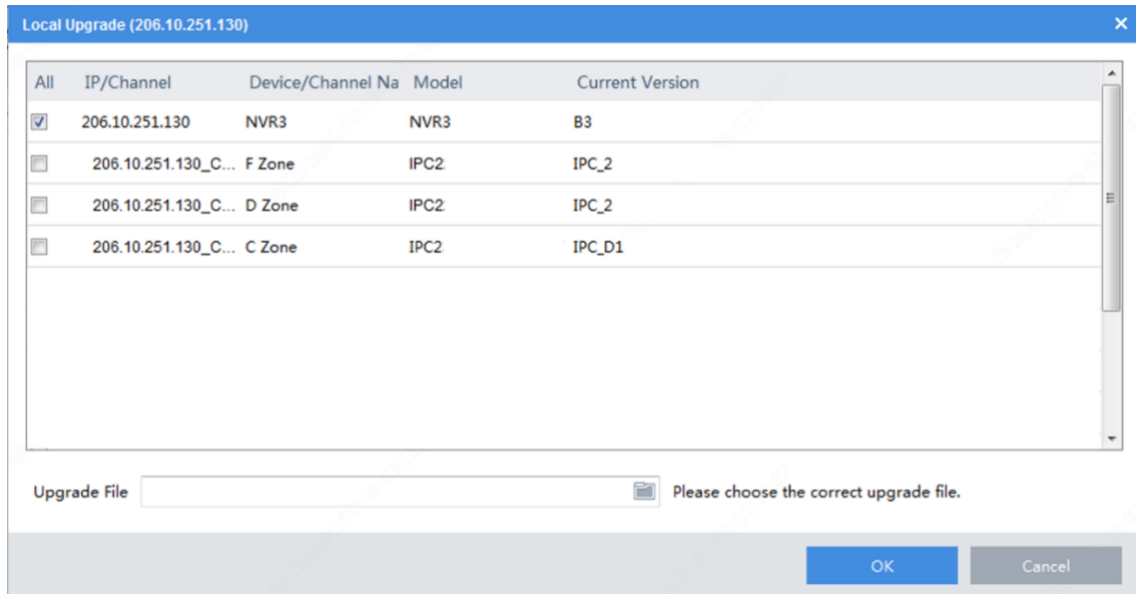 Local Upgrade (206.10.251.130)
All IP/Channel Device/Channel Na Model Current Version
206.10.251.130 NVR3 NVR3 B3
206.10.251.130_C... F Zone IPC2 IPC_2
206.10.251.130_C... D Zone IPC2 IPC_2
206.10.251.130_C... C Zone IPC2 IPC_D1
Upgrade File Please choose the correct upgrade file.
OK Cancel